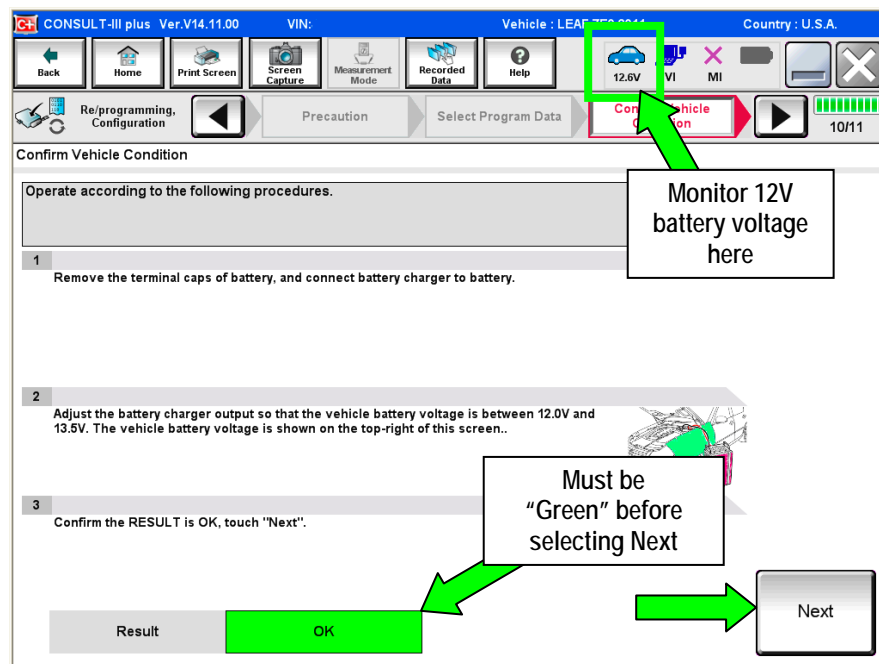 C+ CONSULT-III plus Ver.V14.11.00 VIN: Vehicle : LEAF Country : U.S.A.
Back
Home
Print Screen
Screen
Capture
Measurement
Mode
Recorded
Data
Help
12.6V
VI
MI
Re/programming,
Configuration
Precaution
Select Program Data
10/11
Confirm Vehicle Condition
Operate according to the following procedures.
Monitor 12V
battery voltage
here
1
Remove the terminal caps of battery, and connect battery charger to battery.
2
Adjust the battery charger output so that the vehicle battery voltage is between 12.0V and
13.5V. The vehicle battery voltage is shown on the top-right of this screen..
Must be
“Green” before
selecting Next
3
Confirm the RESULT is OK, touch "Next".
Result
OK
Next